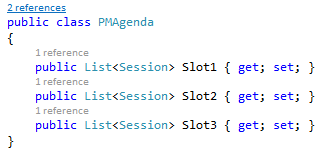 2 references
public class PMAgenda
{
1 reference
public List<Session> Slot1 { get; set; }
1 reference
public List<Session> Slot2 { get; set; }
1 reference
public List<Session> Slot3 { get; set; }
}